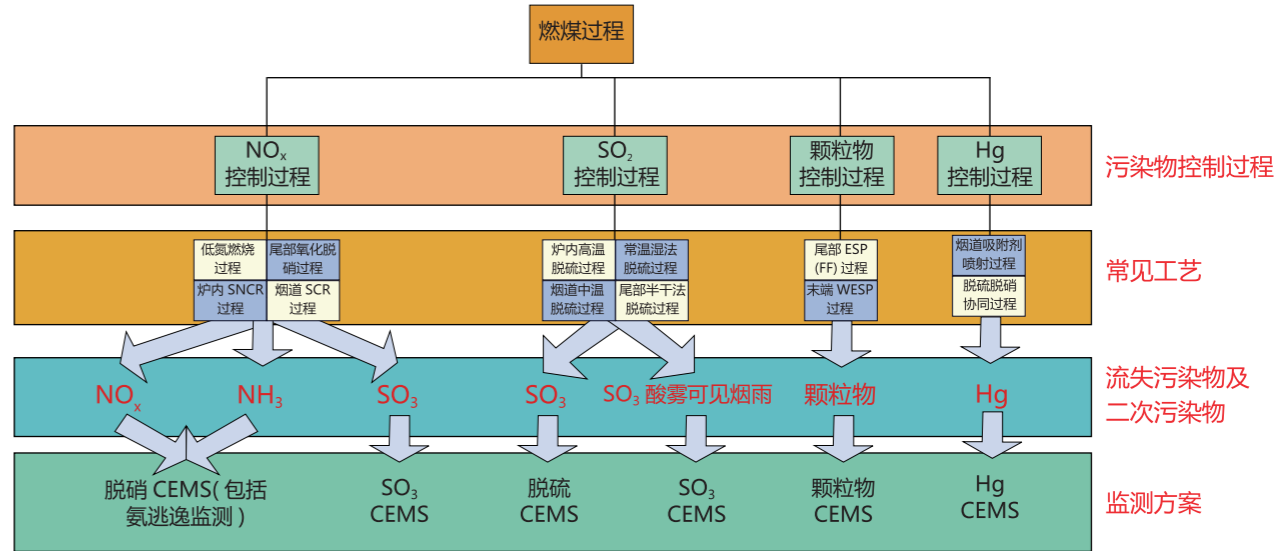 燃煤过程
NOₓ
控制过程
SO₂
控制过程
颗粒物
控制过程
Hg
控制过程
污染物控制过程
低氮燃烧
过程
尾部氧化脱
硝过程
炉内 SNCR
过程
烟道 SCR
过程
炉内高温
脱硫过程
常温湿法
脱硫过程
烟道中温
脱硫过程
尾部半干法
脱硫过程
尾部 ESP
(FF) 过程
末端 WESP
过程
烟道吸附剂
喷射过程
脱硫脱硝
协同过程
常见工艺
NOₓ
NH₃
SO₃
SO₃
SO₃ 酸雾可见烟雨
颗粒物
Hg
流失污染物及
二次污染物
脱硝 CEMS( 包括
氨逃逸监测 )
SO₃
CEMS
脱硫
CEMS
SO₃
CEMS
颗粒物
CEMS
Hg
CEMS
监测方案